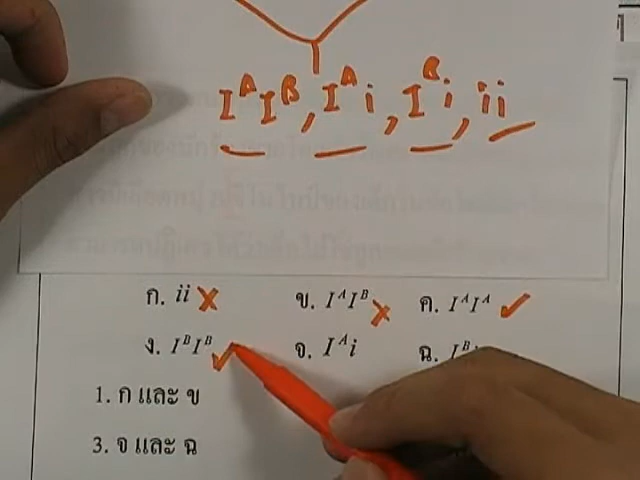 IᴬIᴮ, Iᴬi, Iᴮi, ii
ก. ii ข. IᴬIᴮ ค. IᴬIᴬ
ง. IᴮIᴮ จ. Iᴬi ฉ.
1. ก และ ข
3. จ และ ฉ